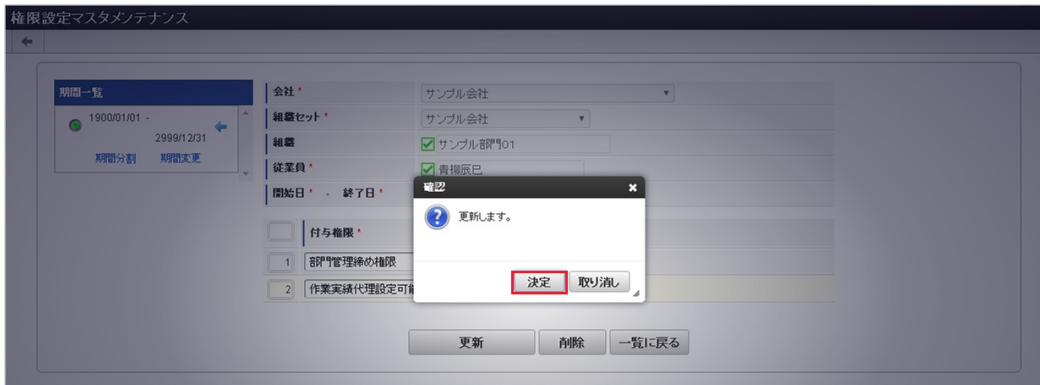 権限設定マスタメンテナンス
期間一覧
1900/01/01 -
2999/12/31
期間分割 期間変更
会社 * サンプル会社
組織セット * サンプル会社
組織 サンプル部門01
従業員 * 青柳辰巳
開始日 * - 終了日 *
付与権限 *
1 部門管理締め権限
2 作業実績代理設定可能
確認
更新します。
決定 取り消し
更新 削除 一覧に戻る